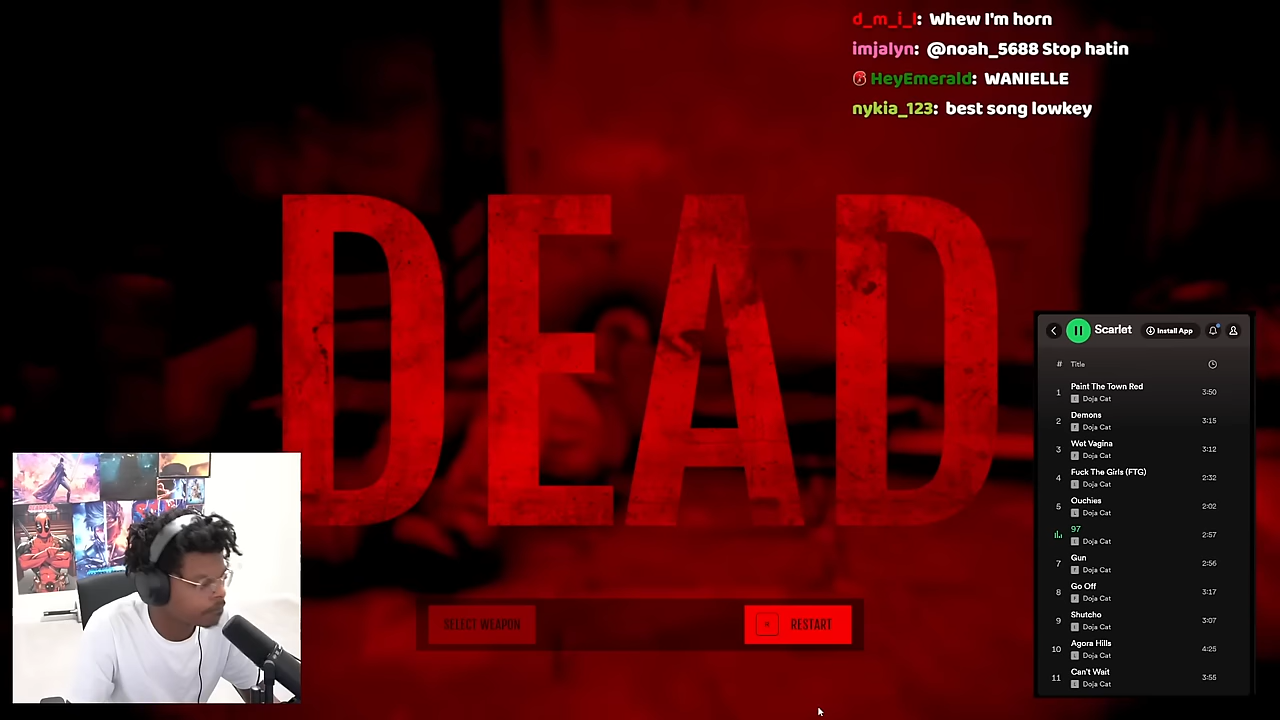 d_m_i_l: Whew I'm horn
imjalyn: @noah_5688 Stop hatin
HeyEmerald: WANIELLE
nykia_123: best song lowkey
DEAD
SELECT WEAPON
RESTART
Scarlet
Install App
# Title
1 Paint The Town Red 3:50
E Doja Cat
2 Demons 3:15
E Doja Cat
3 Wet Vagina 3:12
E Doja Cat
4 Fuck The Girls (FTG) 2:32
E Doja Cat
5 Ouchies 2:02
E Doja Cat
97 2:57
E Doja Cat
7 Gun 2:56
E Doja Cat
8 Go Off 3:17
E Doja Cat
9 Shutcho 3:07
E Doja Cat
10 Agora Hills 4:25
E Doja Cat
11 Can't Wait 3:55
E Doja Cat